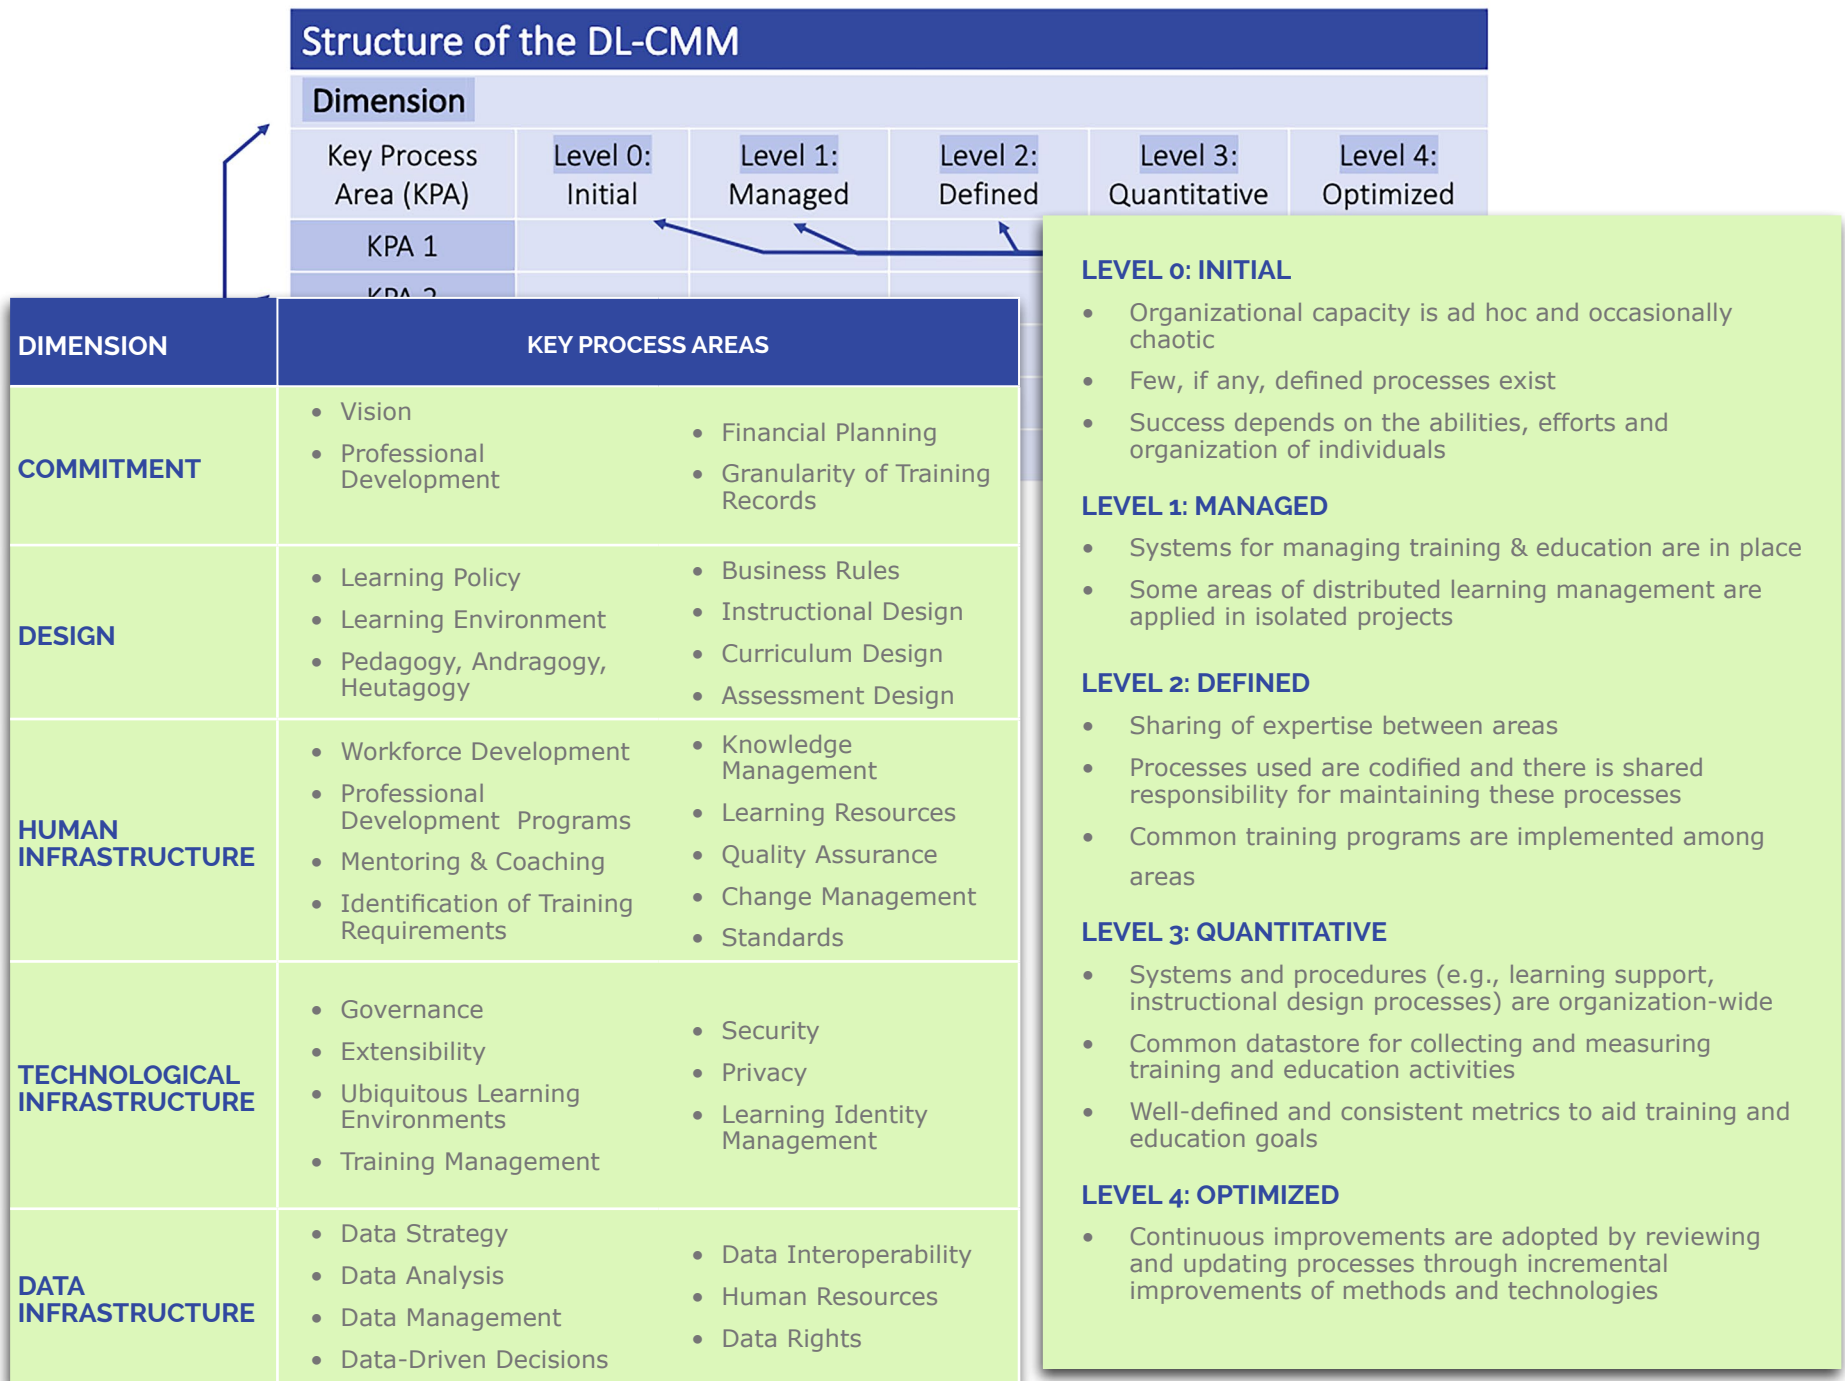 Structure of the DL-CMM
Dimension
Key Process
Area (KPA)
Level 0:
Initial
Level 1:
Managed
Level 2:
Defined
Level 3:
Quantitative
Level 4:
Optimized
KPA 1
KPA 2
DIMENSION
KEY PROCESS AREAS
COMMITMENT
• Vision
• Professional
Development
• Financial Planning
• Granularity of Training
Records
DESIGN
• Learning Policy
• Learning Environment
• Pedagogy, Andragogy,
Heutagogy
• Business Rules
• Instructional Design
• Curriculum Design
• Assessment Design
HUMAN
INFRASTRUCTURE
• Workforce Development
• Professional
Development Programs
• Mentoring & Coaching
• Identification of Training
Requirements
• Knowledge
Management
• Learning Resources
• Quality Assurance
• Change Management
• Standards
TECHNOLOGICAL
INFRASTRUCTURE
• Governance
• Extensibility
• Ubiquitous Learning
Environments
• Training Management
• Security
• Privacy
• Learning Identity
Management
DATA
INFRASTRUCTURE
• Data Strategy
• Data Analysis
• Data Management
• Data-Driven Decisions
• Data Interoperability
• Human Resources
• Data Rights
LEVEL 0: INITIAL
• Organizational capacity is ad hoc and occasionally
chaotic
• Few, if any, defined processes exist
• Success depends on the abilities, efforts and
organization of individuals
LEVEL 1: MANAGED
• Systems for managing training & education are in place
• Some areas of distributed learning management are
applied in isolated projects
LEVEL 2: DEFINED
• Sharing of expertise between areas
• Processes used are codified and there is shared
responsibility for maintaining these processes
• Common training programs are implemented among
areas
LEVEL 3: QUANTITATIVE
• Systems and procedures (e.g., learning support,
instructional design processes) are organization-wide
• Common datastore for collecting and measuring
training and education activities
• Well-defined and consistent metrics to aid training and
education goals
LEVEL 4: OPTIMIZED
• Continuous improvements are adopted by reviewing
and updating processes through incremental
improvements of methods and technologies